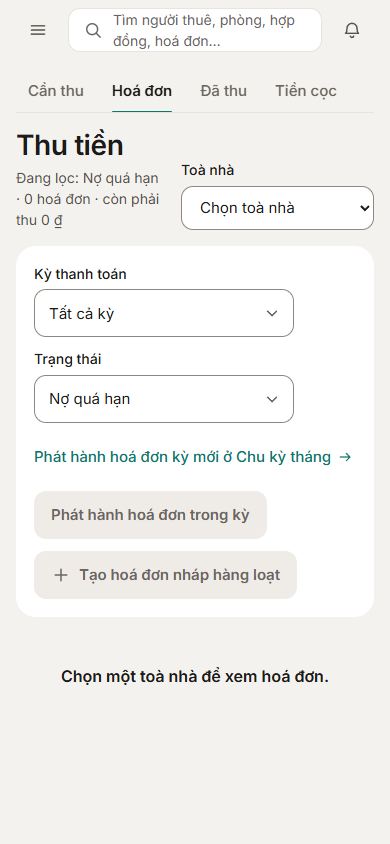 Tìm người thuê, phòng, hợp
đồng, hoá đơn...
Cần thu
Hoá đơn
Đã thu
Tiền cọc
Thu tiền
Đang lọc: Nợ quá hạn
· 0 hoá đơn · còn phải
thu 0 ₫
Toà nhà
Chọn toà nhà
Kỳ thanh toán
Tất cả kỳ
Trạng thái
Nợ quá hạn
Phát hành hoá đơn kỳ mới ở Chu kỳ tháng →
Phát hành hoá đơn trong kỳ
+ Tạo hoá đơn nháp hàng loạt
Chọn một toà nhà để xem hoá đơn.